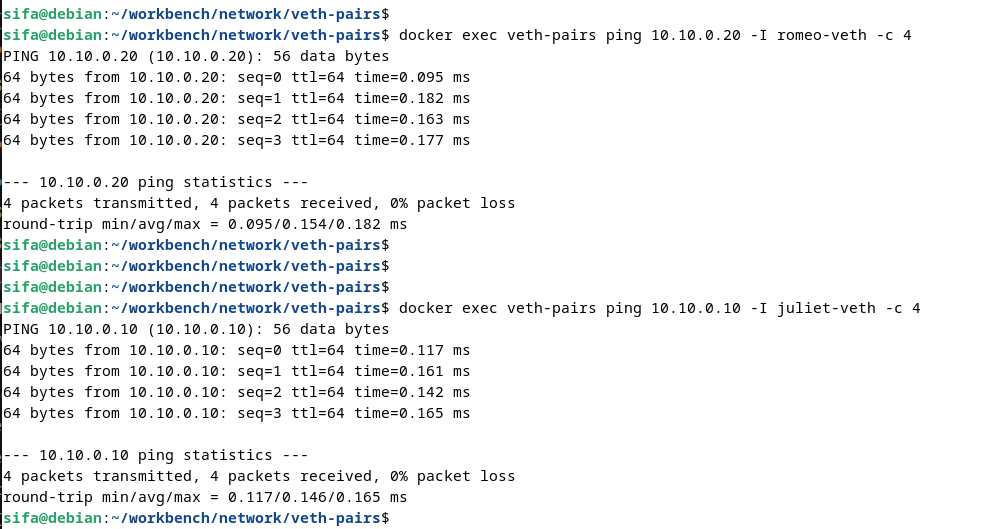 sifa@debian:~/workbench/network/veth-pairs$
sifa@debian:~/workbench/network/veth-pairs$ docker exec veth-pairs ping 10.10.0.20 -I romeo-veth -c 4
PING 10.10.0.20 (10.10.0.20): 56 data bytes
64 bytes from 10.10.0.20: seq=0 ttl=64 time=0.095 ms
64 bytes from 10.10.0.20: seq=1 ttl=64 time=0.182 ms
64 bytes from 10.10.0.20: seq=2 ttl=64 time=0.163 ms
64 bytes from 10.10.0.20: seq=3 ttl=64 time=0.177 ms

--- 10.10.0.20 ping statistics ---
4 packets transmitted, 4 packets received, 0% packet loss
round-trip min/avg/max = 0.095/0.154/0.182 ms
sifa@debian:~/workbench/network/veth-pairs$
sifa@debian:~/workbench/network/veth-pairs$
sifa@debian:~/workbench/network/veth-pairs$
sifa@debian:~/workbench/network/veth-pairs$ docker exec veth-pairs ping 10.10.0.10 -I juliet-veth -c 4
PING 10.10.0.10 (10.10.0.10): 56 data bytes
64 bytes from 10.10.0.10: seq=0 ttl=64 time=0.117 ms
64 bytes from 10.10.0.10: seq=1 ttl=64 time=0.161 ms
64 bytes from 10.10.0.10: seq=2 ttl=64 time=0.142 ms
64 bytes from 10.10.0.10: seq=3 ttl=64 time=0.165 ms

--- 10.10.0.10 ping statistics ---
4 packets transmitted, 4 packets received, 0% packet loss
round-trip min/avg/max = 0.117/0.146/0.165 ms
sifa@debian:~/workbench/network/veth-pairs$